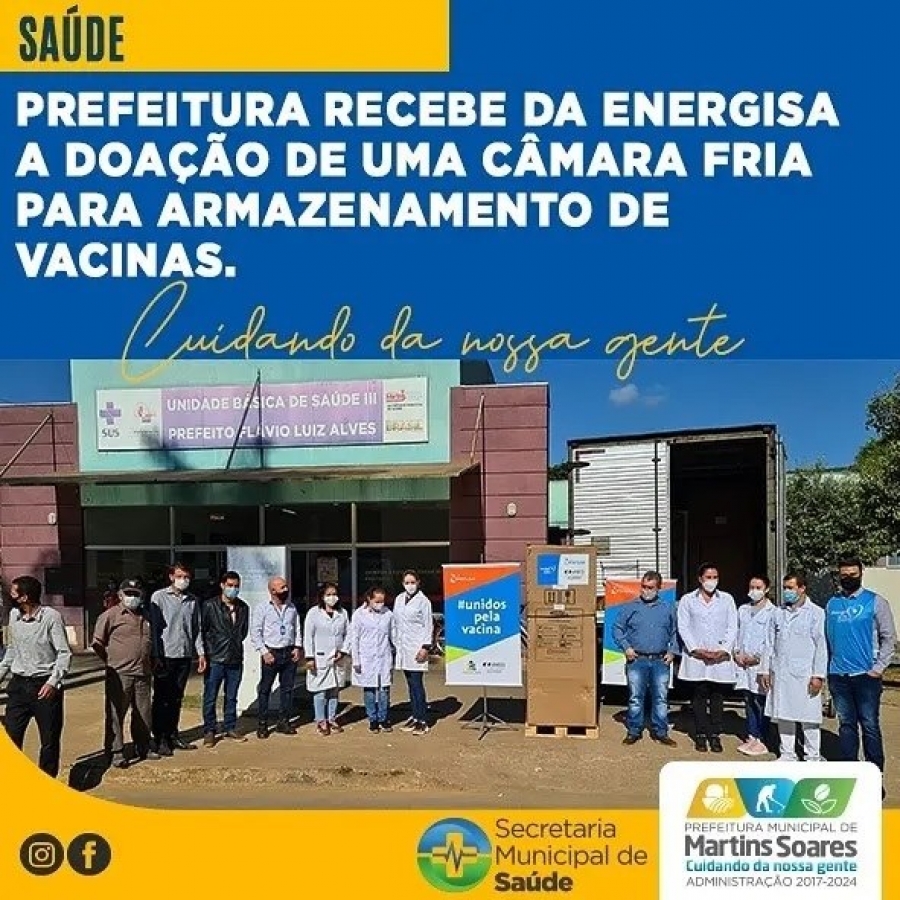 SAÚDE
PREFEITURA RECEBE DA ENERGISA
A DOAÇÃO DE UMA CÂMARA FRIA
PARA ARMAZENAMENTO DE
VACINAS.
Cuidando da nossa gente
SUS
UNIDADE BÁSICA DE SAÚDE III
PREFEITO FLÁVIO LUIZ ALVES
#unidos
pela
vacina
Secretaria
Municipal de
Saúde
PREFEITURA MUNICIPAL DE
Martins Soares
Cuidando da nossa gente
ADMINISTRAÇÃO 2017-2024